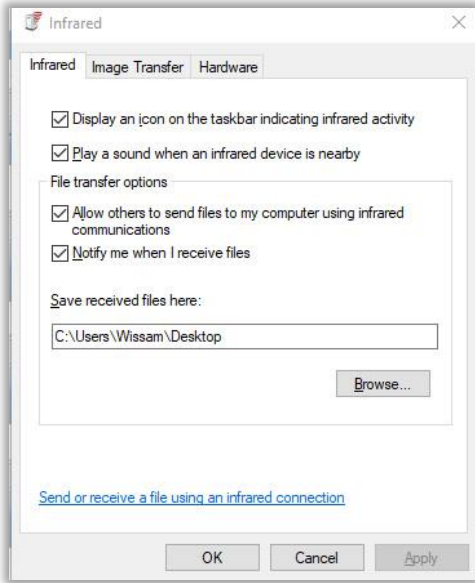 Infrared
Infrared Image Transfer Hardware
Display an icon on the taskbar indicating infrared activity
Play a sound when an infrared device is nearby
File transfer options
Allow others to send files to my computer using infrared
communications
Notify me when I receive files
Save received files here:
C:\Users\Wissam\Desktop
Browse...
Send or receive a file using an infrared connection
OK Cancel Apply